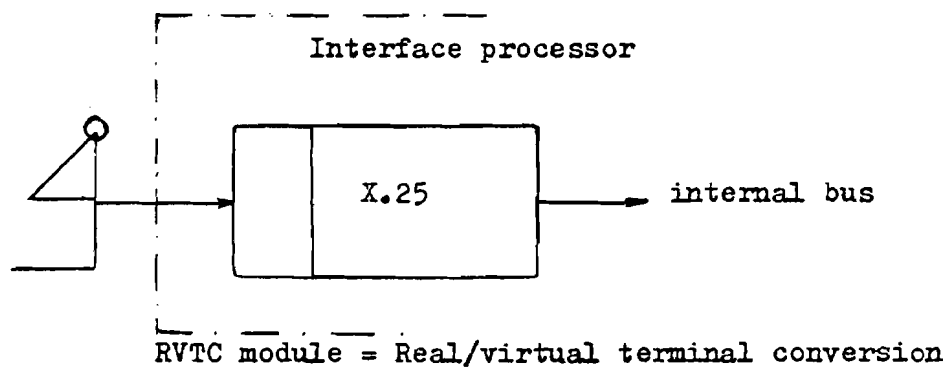 Interface processor
X.25
internal bus
RVTC module = Real/virtual terminal conversion